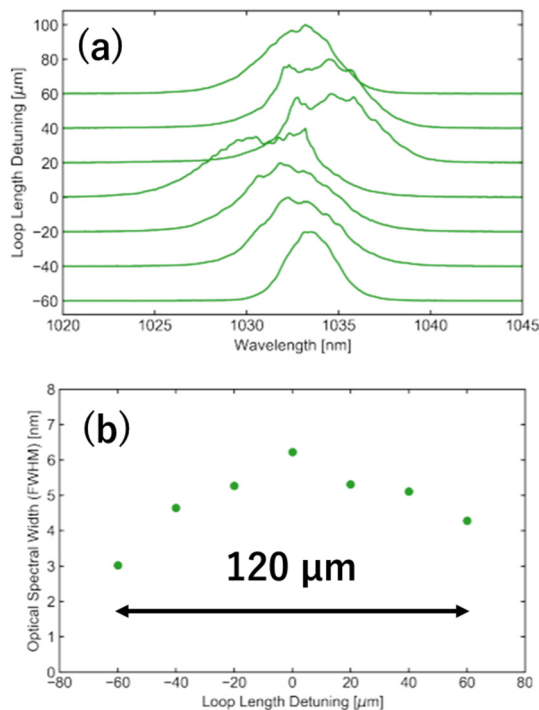 (a)
Loop Length Detuning [µm]
100
80
60
40
20
0
−20
−40
−60
1020 1025 1030 1035 1040 1045
Wavelength [nm]
(b)
Optical Spectral Width (FWHM) [nm]
8
7
6
5
4
3
2
1
0
120 µm
−80 −60 −40 −20 0 20 40 60 80
Loop Length Detuning [µm]